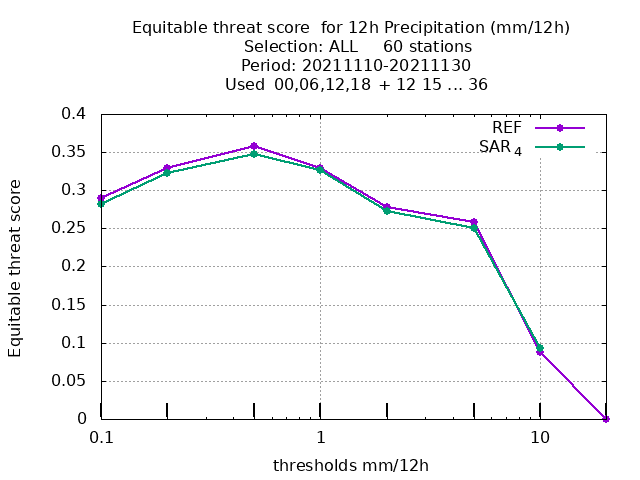 Equitable threat score  for 12h Precipitation (mm/12h)
Selection: ALL     60 stations
Period: 20211110-20211130
Used  00,06,12,18  + 12 15 ... 36
REF
SAR4
Equitable threat score
0.4
0.35
0.3
0.25
0.2
0.15
0.1
0.05
0
0.1 1 10
thresholds mm/12h